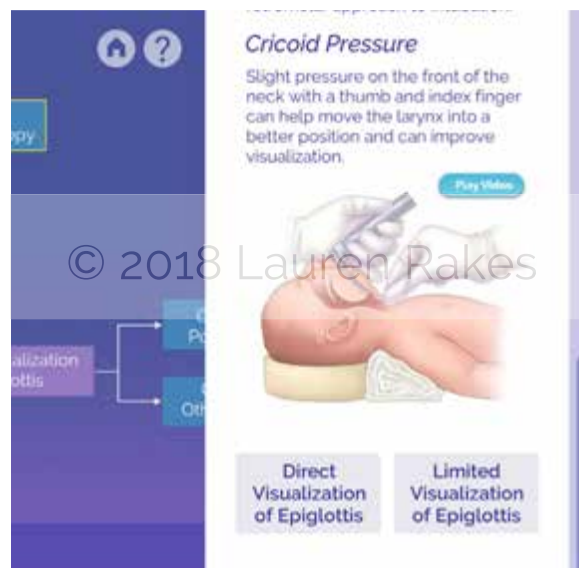 ?
Cricoid Pressure
Slight pressure on the front of the
neck with a thumb and index finger
can help move the larynx into a
better position and can improve
visualization.
Play Video
© 2018 Lauren Rakes
Direct
Visualization
of Epiglottis
Limited
Visualization
of Epiglottis